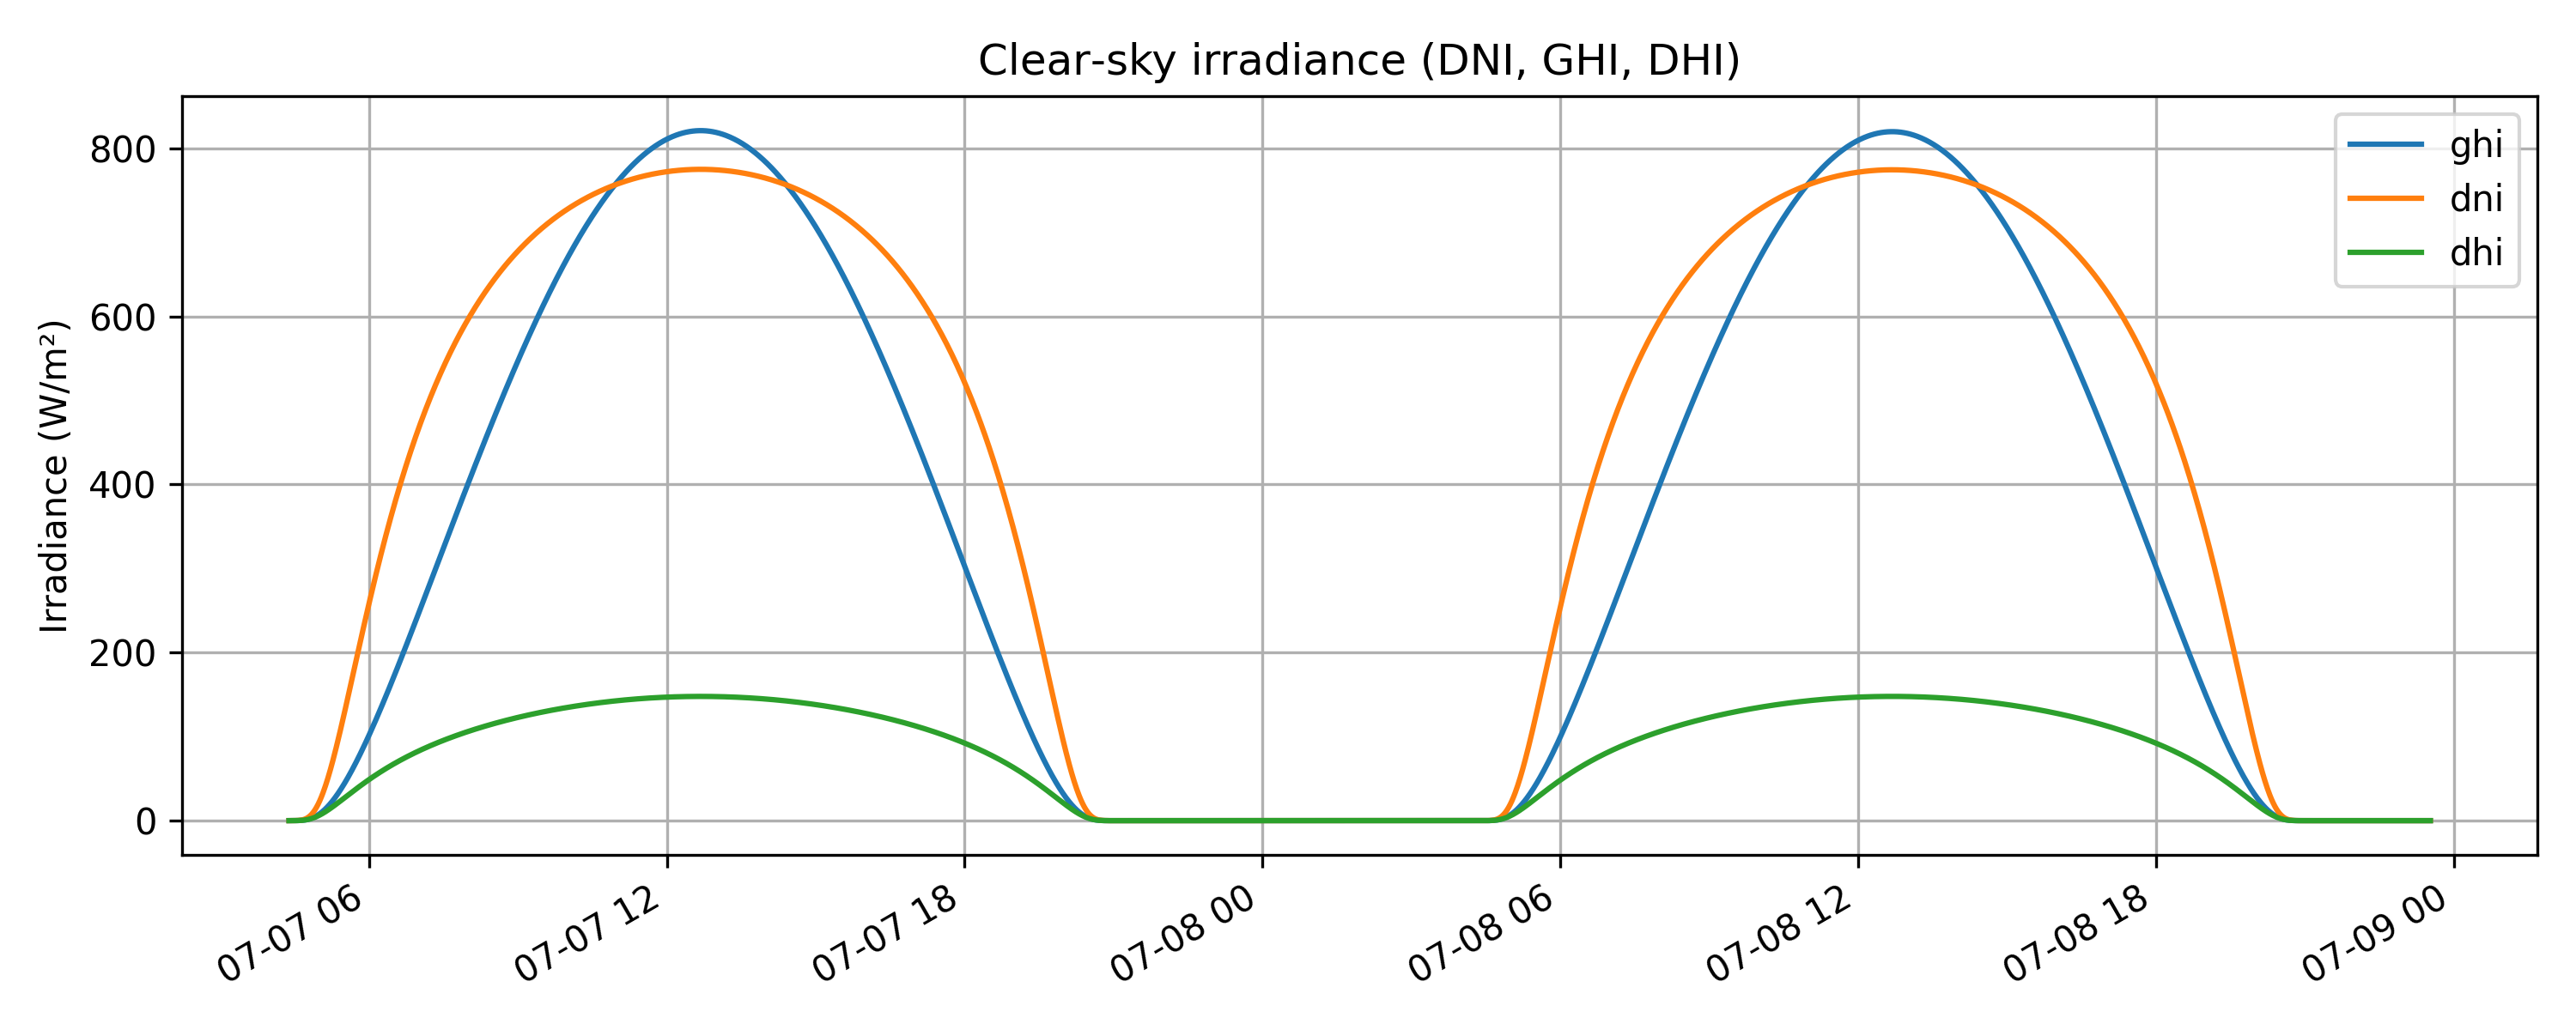 Clear-sky irradiance (DNI, GHI, DHI)
Irradiance (W/m²)
800
600
400
200
0
ghi
dni
dhi
07-07 06
07-07 12
07-07 18
07-08 00
07-08 06
07-08 12
07-08 18
07-09 00